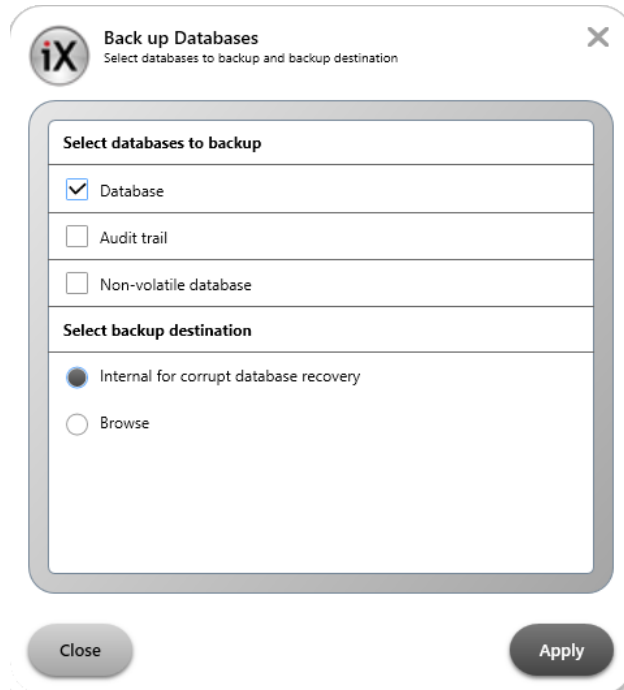 iX
Back up Databases
Select databases to backup and backup destination
Select databases to backup
Database
Audit trail
Non-volatile database
Select backup destination
Internal for corrupt database recovery
Browse
Close
Apply